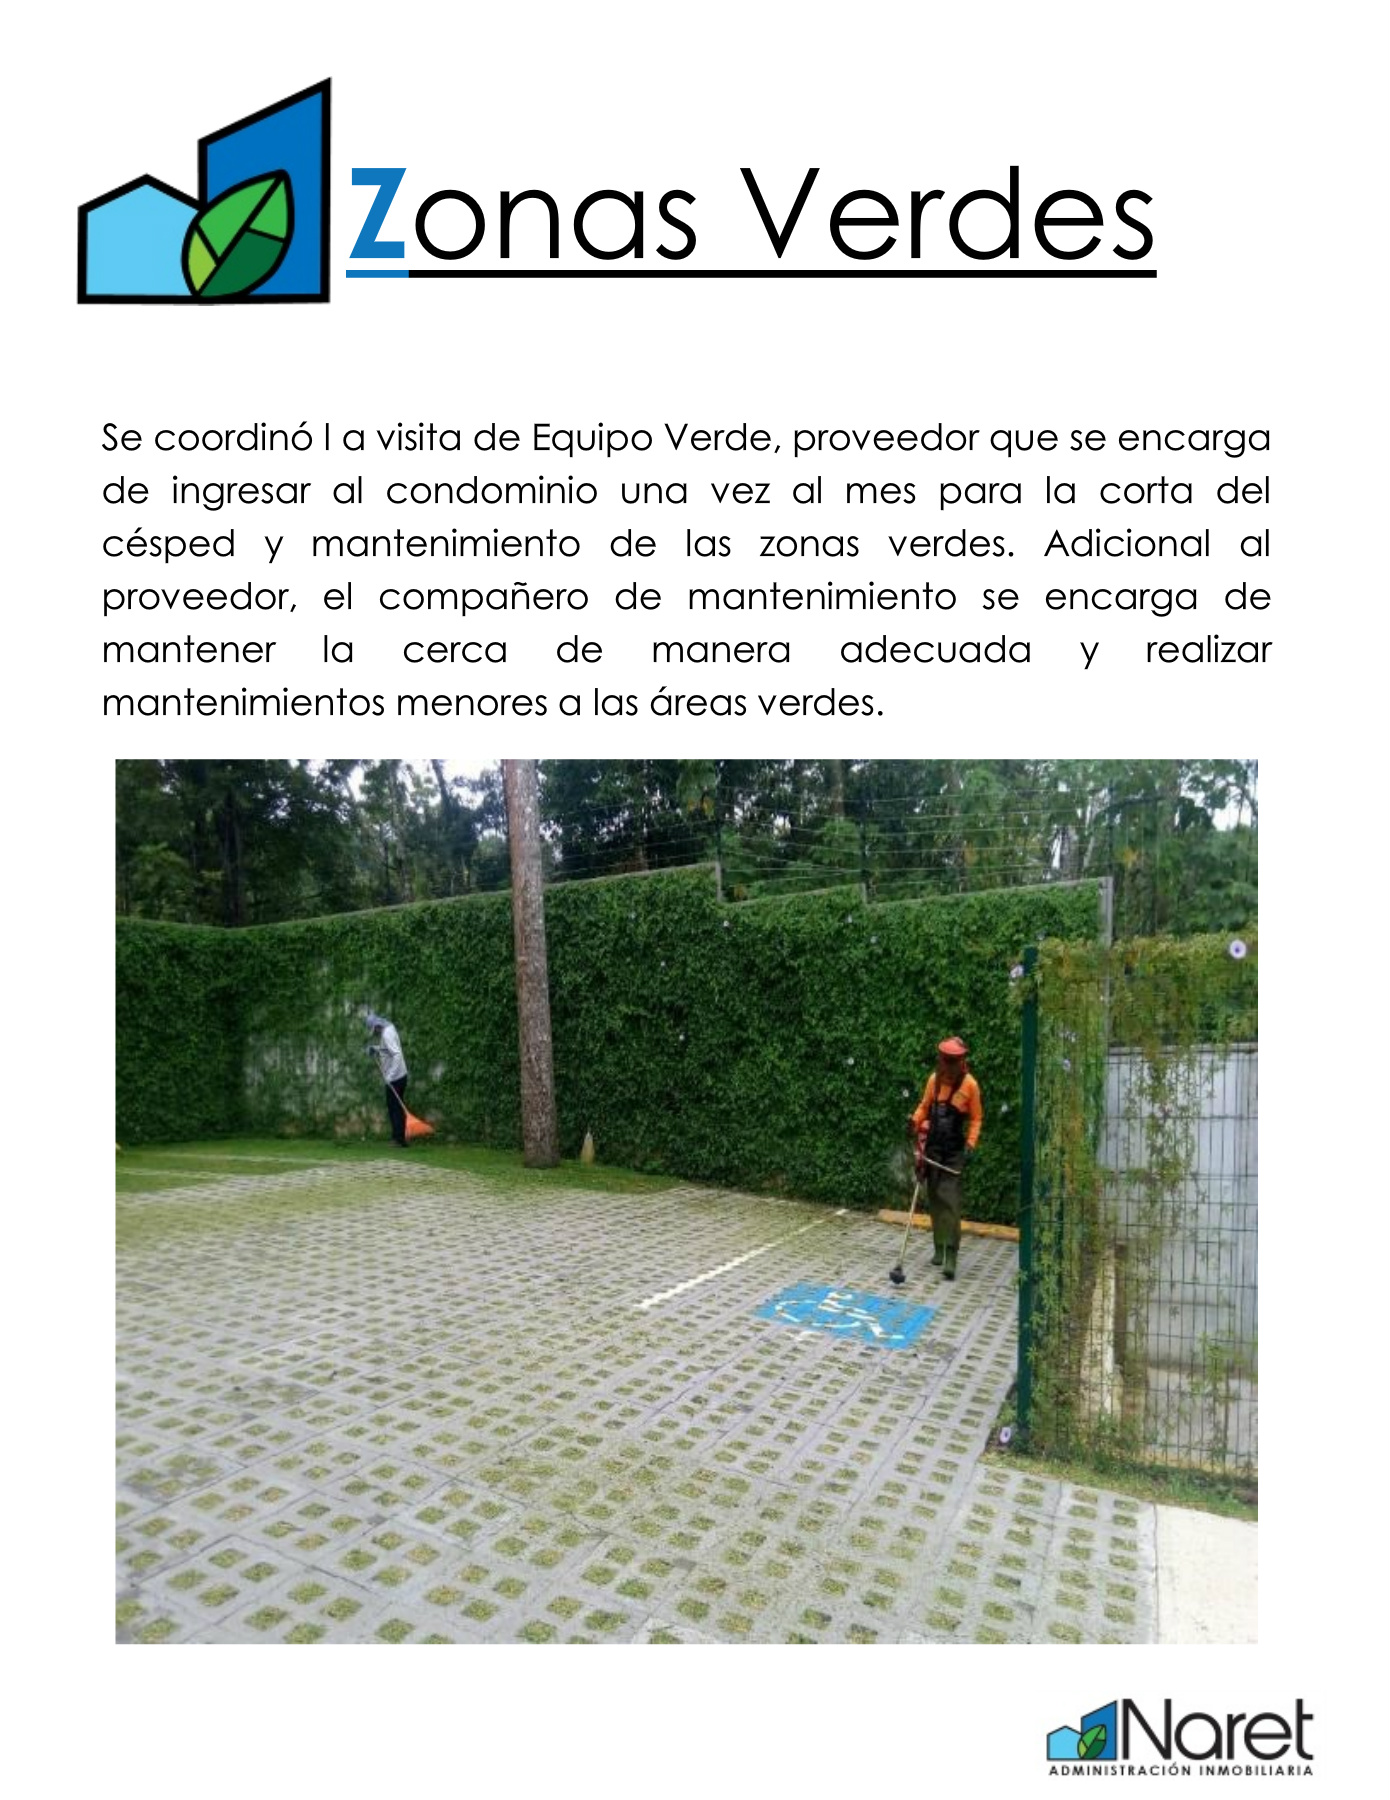 Zonas Verdes
Se coordinó l a visita de Equipo Verde, proveedor que se encarga
de ingresar al condominio una vez al mes para la corta del
césped y mantenimiento de las zonas verdes. Adicional al
proveedor, el compañero de mantenimiento se encarga de
mantener la cerca de manera adecuada y realizar
mantenimientos menores a las áreas verdes.
Naret
ADMINISTRACIÓN INMOBILIARIA